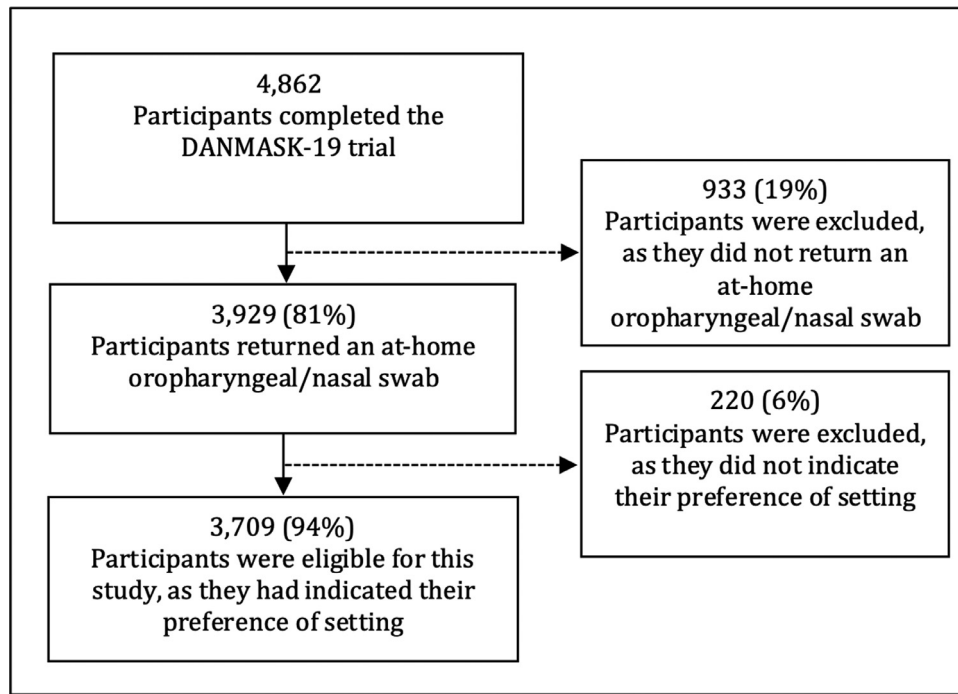 4,862
Participants completed the
DANMASK-19 trial
933 (19%)
Participants were excluded,
as they did not return an
at-home
oropharyngeal/nasal swab
3,929 (81%)
Participants returned an at-home
oropharyngeal/nasal swab
220 (6%)
Participants were excluded,
as they did not indicate
their preference of setting
3,709 (94%)
Participants were eligible for this
study, as they had indicated their
preference of setting